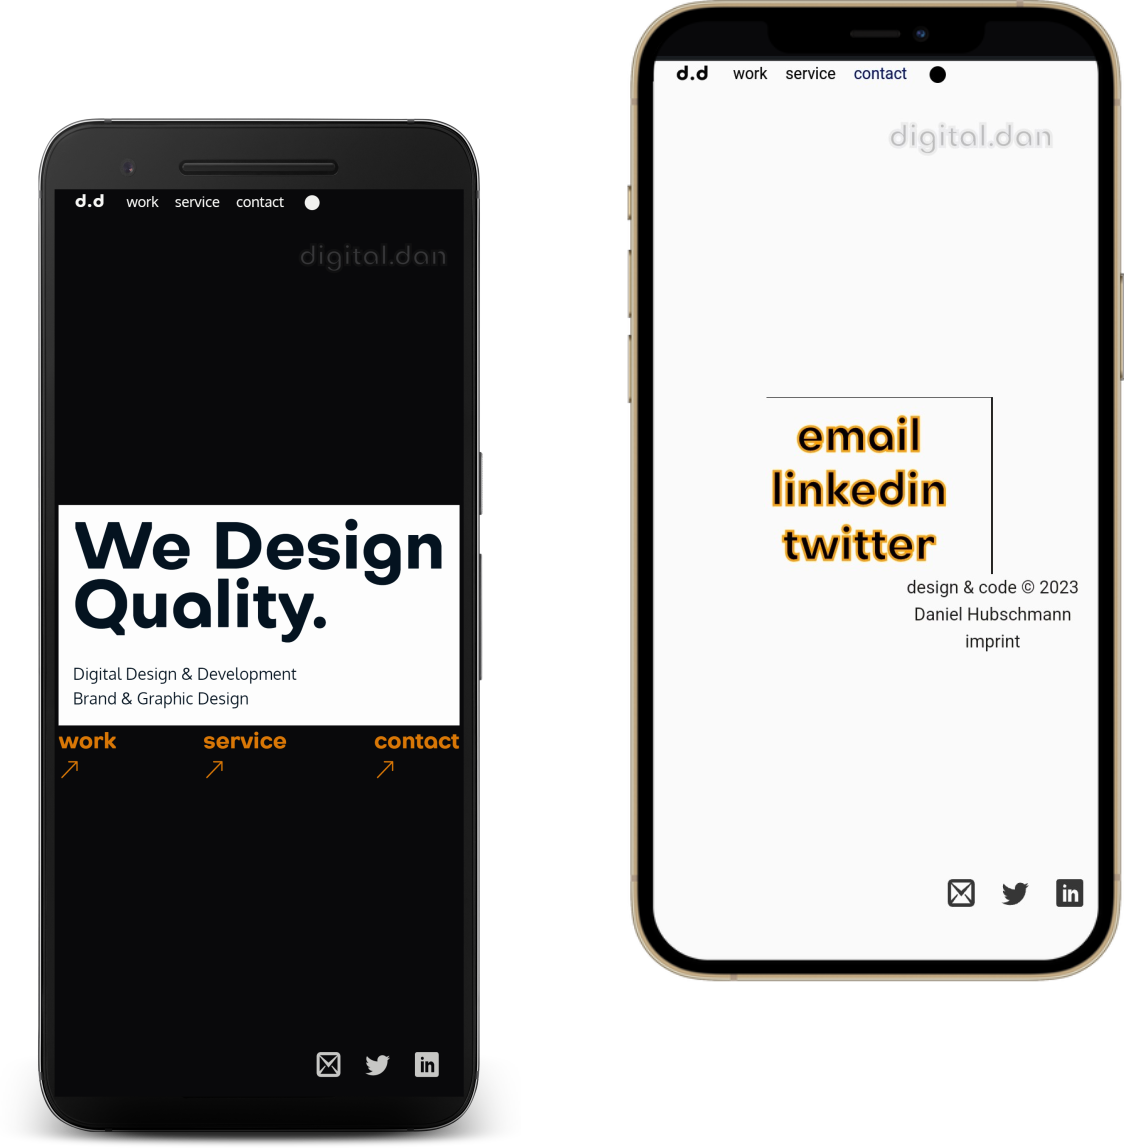 d.d work service contact
digital.dan
We Design
Quality.
Digital Design & Development
Brand & Graphic Design
work service contact
d.d work service contact
digital.dan
email
linkedin
twitter
design & code © 2023
Daniel Hubschmann
imprint
in
in